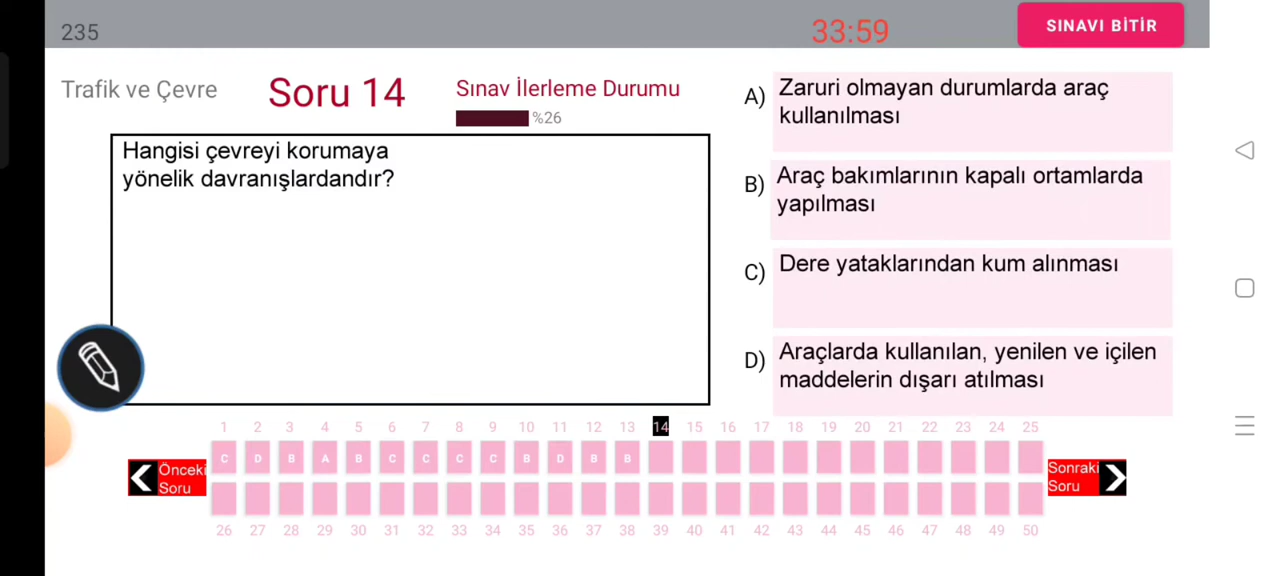 235
33:59
SINAVI BİTİR
Trafik ve Çevre
Soru 14
Sınav İlerleme Durumu
%26
Hangisi çevreyi korumaya
yönelik davranışlardandır?
A) Zaruri olmayan durumlarda araç
kullanılması
B) Araç bakımlarının kapalı ortamlarda
yapılması
C) Dere yataklarından kum alınması
D) Araçlarda kullanılan, yenilen ve içilen
maddelerin dışarı atılması
1 2 3 4 5 6 7 8 9 10 11 12 13 14 15 16 17 18 19 20 21 22 23 24 25
C D B A B C C C C B D B B
Önceki
Soru
Sonraki
Soru
26 27 28 29 30 31 32 33 34 35 36 37 38 39 40 41 42 43 44 45 46 47 48 49 50